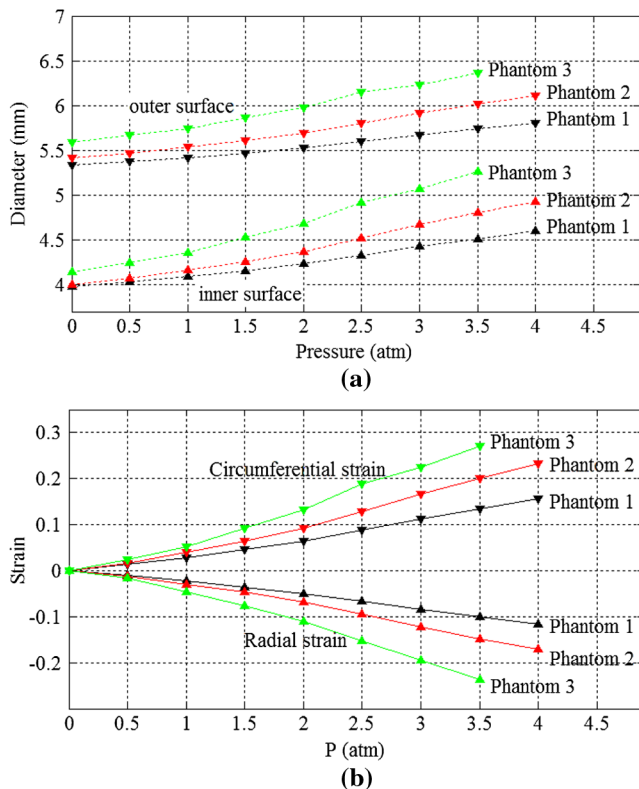 7
6.5
6
5.5
5
4.5
4
Diameter (mm)
outer surface
inner surface
Phantom 3
Phantom 2
Phantom 1
Phantom 3
Phantom 2
Phantom 1
0 0.5 1 1.5 2 2.5 3 3.5 4 4.5
Pressure (atm)
(a)
0.3
0.2
0.1
0
-0.1
-0.2
Strain
Circumferential strain
Radial strain
Phantom 3
Phantom 2
Phantom 1
Phantom 1
Phantom 2
Phantom 3
0 0.5 1 1.5 2 2.5 3 3.5 4 4.5
P (atm)
(b)